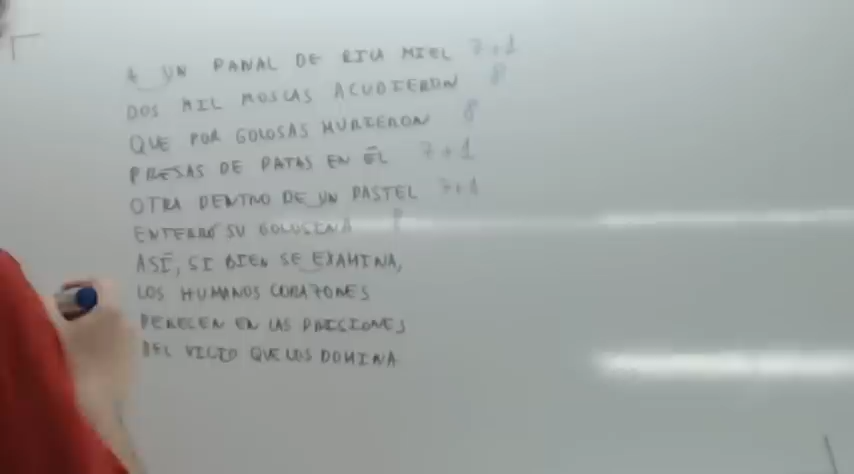 A UN PANAL DE RICA MIEL 7+1
DOS MIL MOSCAS ACUDIERON 8
QUE POR GOLOSAS MURIERON 8
PRESAS DE PATAS EN ÉL 7+1
OTRA DENTRO DE UN PASTEL 7+1
ENTERRÓ SU GOLOSINA 8
ASÍ, SI BIEN SE EXAMINA,
LOS HUMANOS CORAZONES
PERECEN EN LAS PRISIONES
DEL VICIO QUE LOS DOMINA